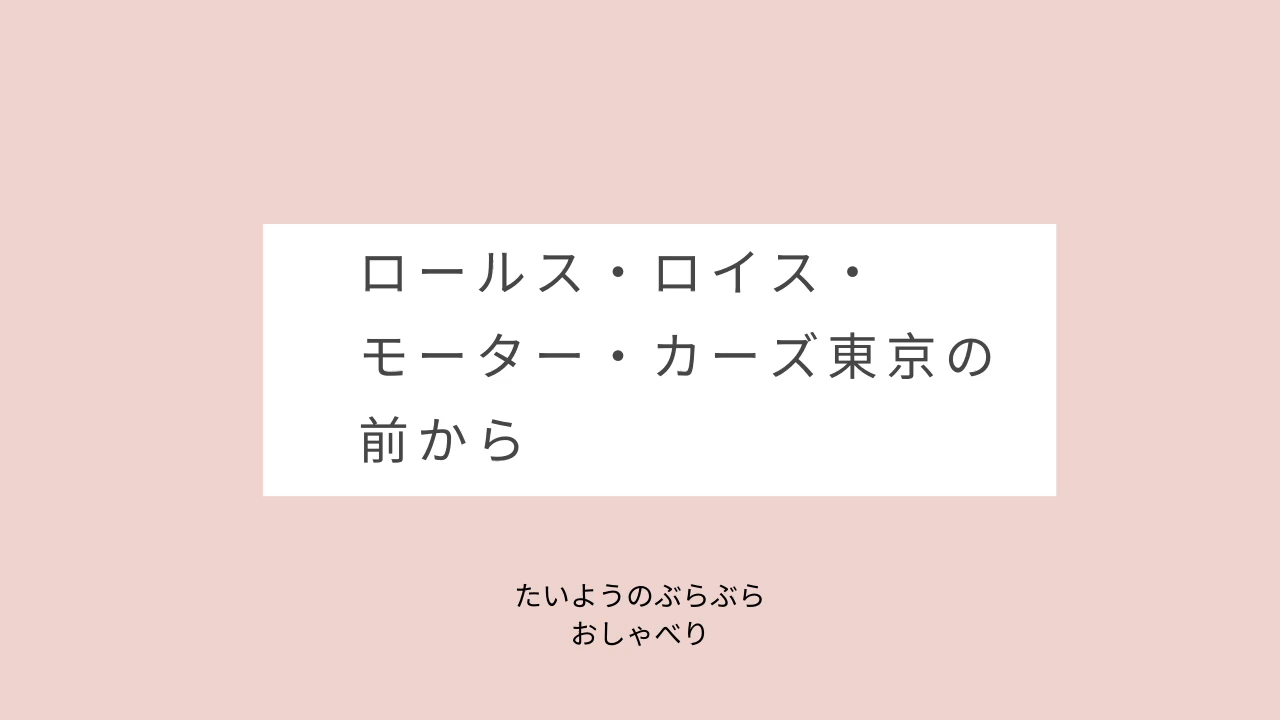 ロールス・ロイス・
モーター・カーズ東京の
前から
たいようのぶらぶら
おしゃべり